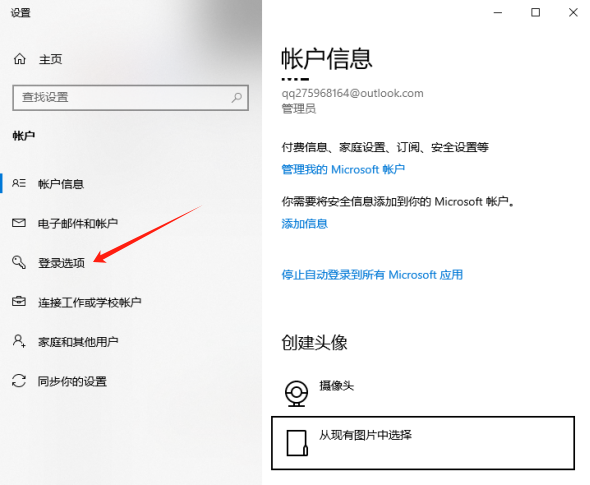 设置
主页
查找设置
帐户
帐户信息
电子邮件和帐户
登录选项
连接工作或学校帐户
家庭和其他用户
同步你的设置
帐户信息
qq275968164@outlook.com
管理员
付费信息、家庭设置、订阅、安全设置等
管理我的 Microsoft 帐户
你需要将安全信息添加到你的 Microsoft 帐户。
添加信息
停止自动登录到所有 Microsoft 应用
创建头像
摄像头
从现有图片中选择